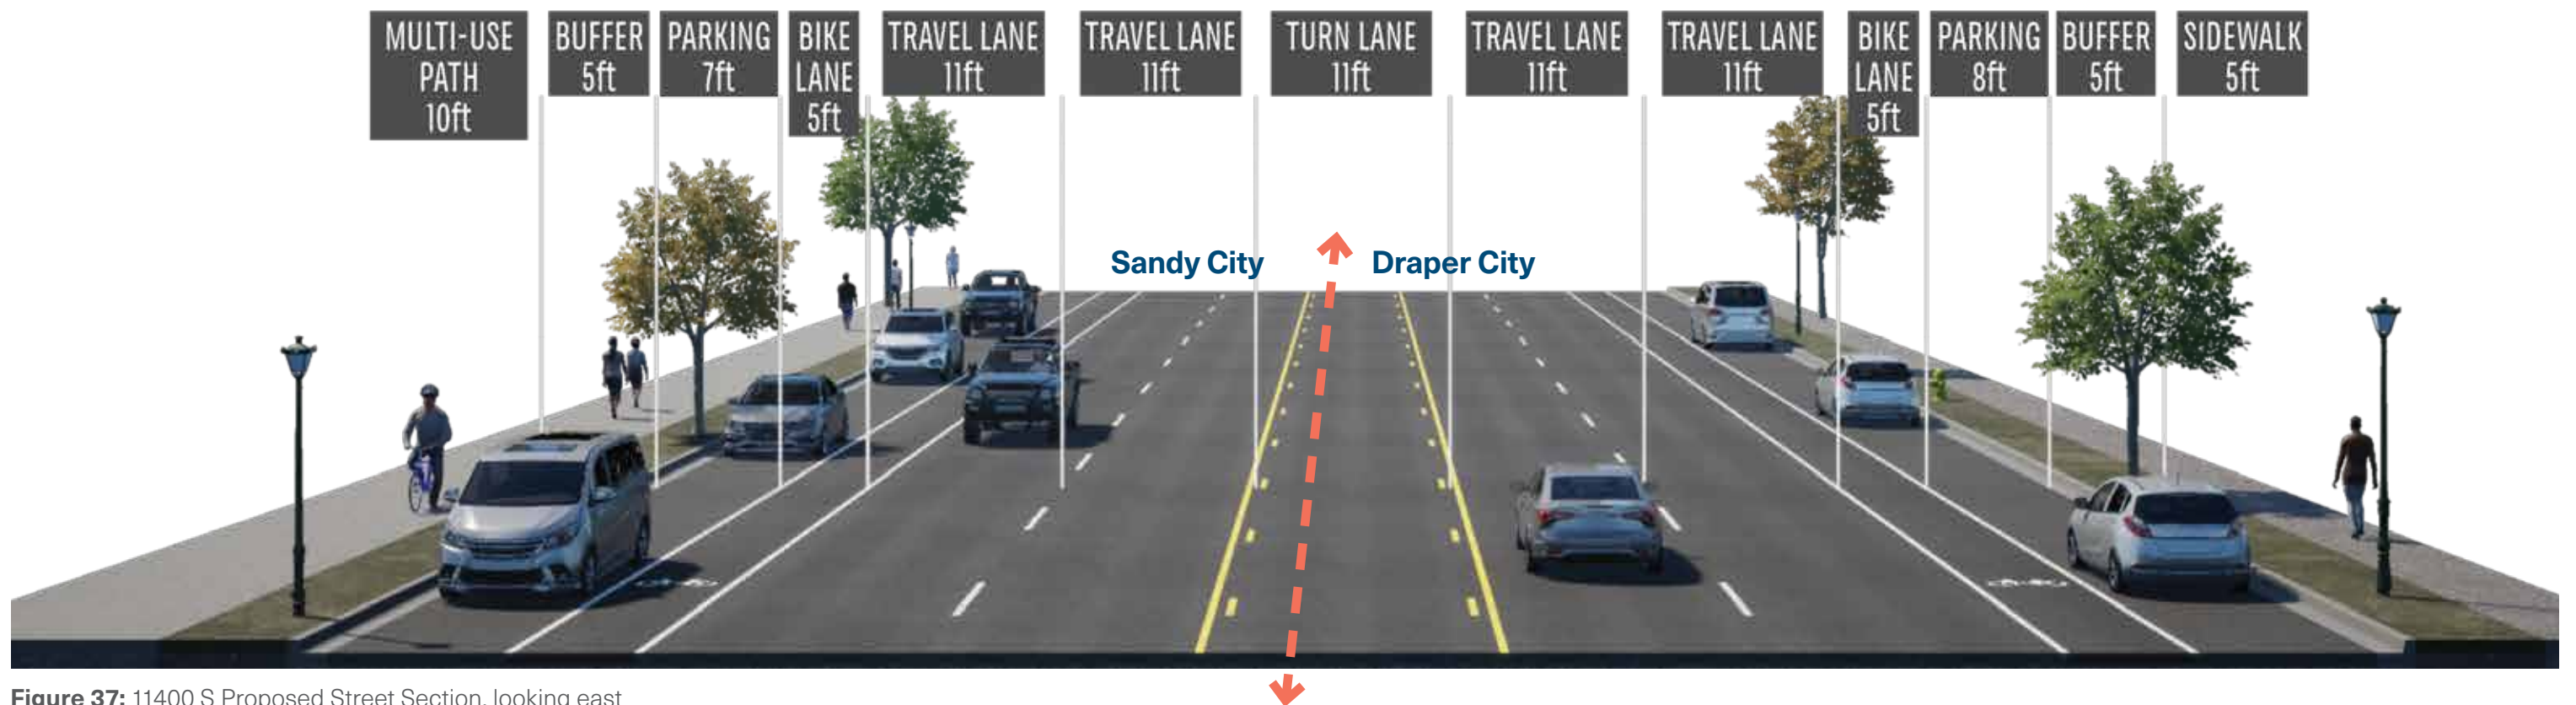 MULTI-USE
PATH
10ft
BUFFER
5ft
PARKING
7ft
BIKE
LANE
5ft
TRAVEL LANE
11ft
TRAVEL LANE
11ft
TURN LANE
11ft
TRAVEL LANE
11ft
TRAVEL LANE
11ft
BIKE
LANE
5ft
PARKING
8ft
BUFFER
5ft
SIDEWALK
5ft
Sandy City
Draper City
Figure 37: 11400 S Proposed Street Section, looking east